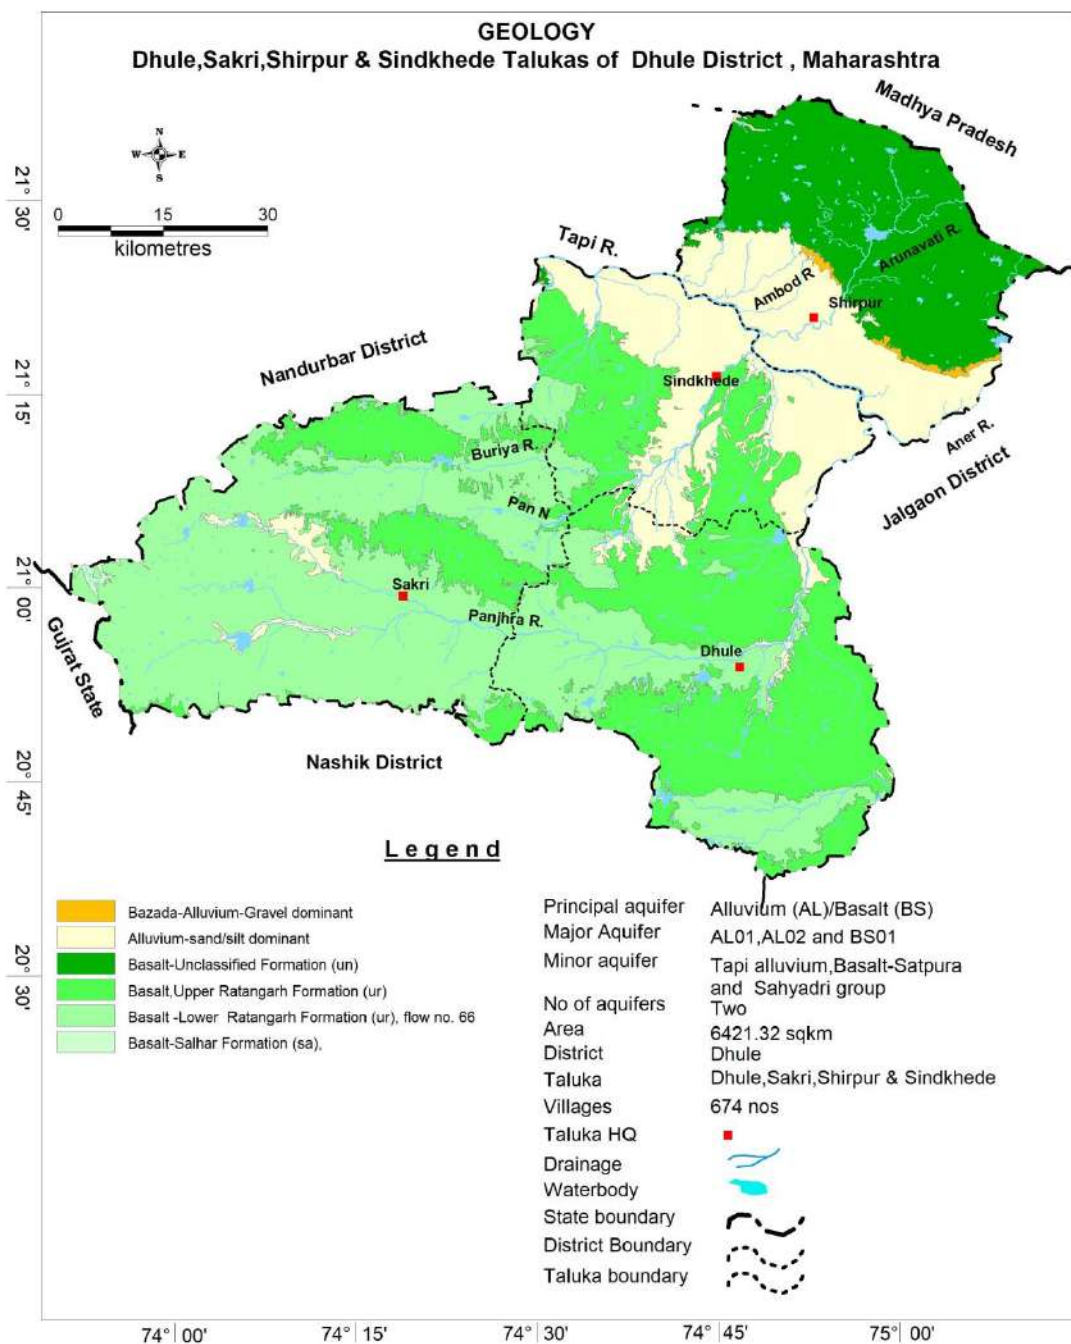 GEOLOGY
Dhule,Sakri,Shirpur & Sindkhede Talukas of Dhule District , Maharashtra
Madhya Pradesh
N
W E
S
21° 30'
0 15 30
kilometres
Tapi R.
Arunavati R.
Ambod R
Shirpur
Nandurbar District
Sindkhede
21° 15'
Buriya R.
Aner R.
Jalgaon District
Pan N
Sakri
21° 00'
Panjhra R.
Gujrat State
Dhule
Nashik District
20° 45'
Legend
Bazada-Alluvium-Gravel dominant
Alluvium-sand/silt dominant
Basalt-Unclassified Formation (un)
Basalt,Upper Ratangarh Formation (ur)
Basalt -Lower Ratangarh Formation (ur), flow no. 66
Basalt-Salhar Formation (sa),
20° 30'
Principal aquifer Alluvium (AL)/Basalt (BS)
Major Aquifer AL01,AL02 and BS01
Minor aquifer Tapi alluvium,Basalt-Satpura
and Sahyadri group
No of aquifers Two
Area 6421.32 sqkm
District Dhule
Taluka Dhule,Sakri,Shirpur & Sindkhede
Villages 674 nos
Taluka HQ
Drainage
Waterbody
State boundary
District Boundary
Taluka boundary
74° 00' 74° 15' 74° 30' 74° 45' 75° 00'